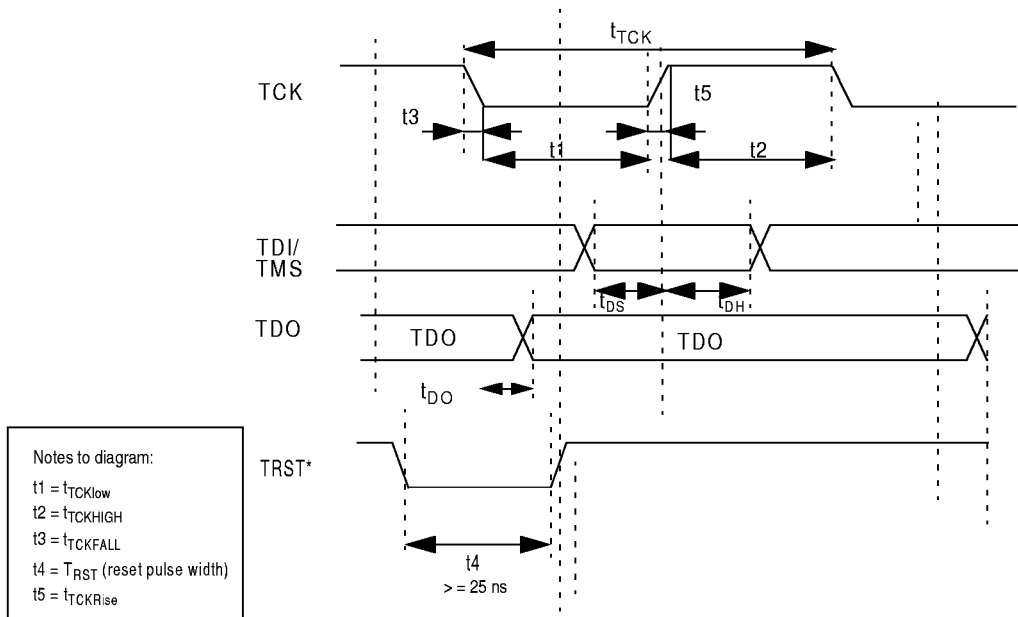 tTCK
TCK
t3
t5
t1
t2
TDI/
TMS
tDS
tDH
TDO
TDO
TDO
tDO
TRST*
t4
> = 25 ns
Notes to diagram:
t1 = tTCKlow
t2 = tTCKHIGH
t3 = tTCKFALL
t4 = TRST (reset pulse width)
t5 = tTCKRise